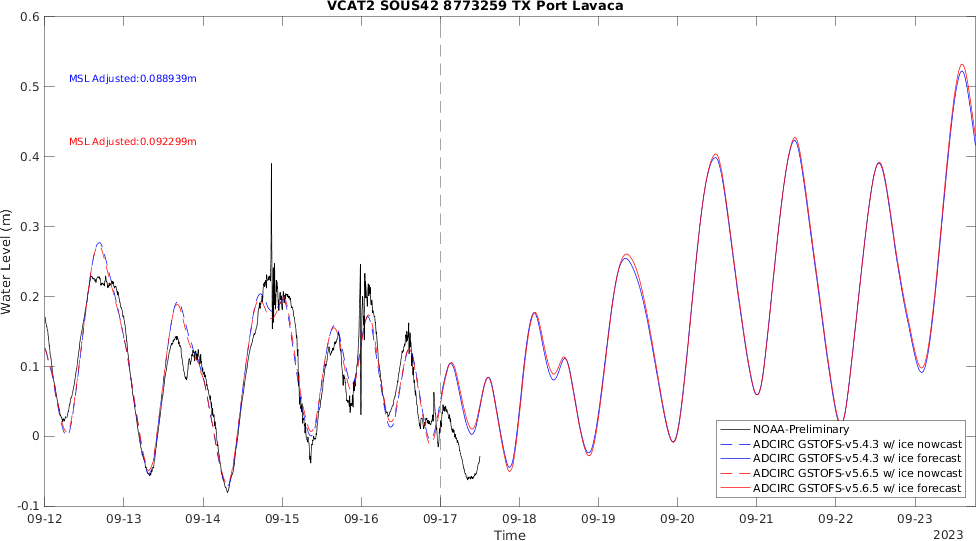 VCAT2 SOUS42 8773259 TX Port Lavaca
0.6
0.5
0.4
0.3
0.2
0.1
0
-0.1
Water Level (m)
MSL Adjusted:0.088939m
MSL Adjusted:0.092299m
NOAA-Preliminary
ADCIRC GSTOFS-v5.4.3 w/ ice nowcast
ADCIRC GSTOFS-v5.4.3 w/ ice forecast
ADCIRC GSTOFS-v5.6.5 w/ ice nowcast
ADCIRC GSTOFS-v5.6.5 w/ ice forecast
09-12 09-13 09-14 09-15 09-16 09-17 09-18 09-19 09-20 09-21 09-22 09-23
Time
2023